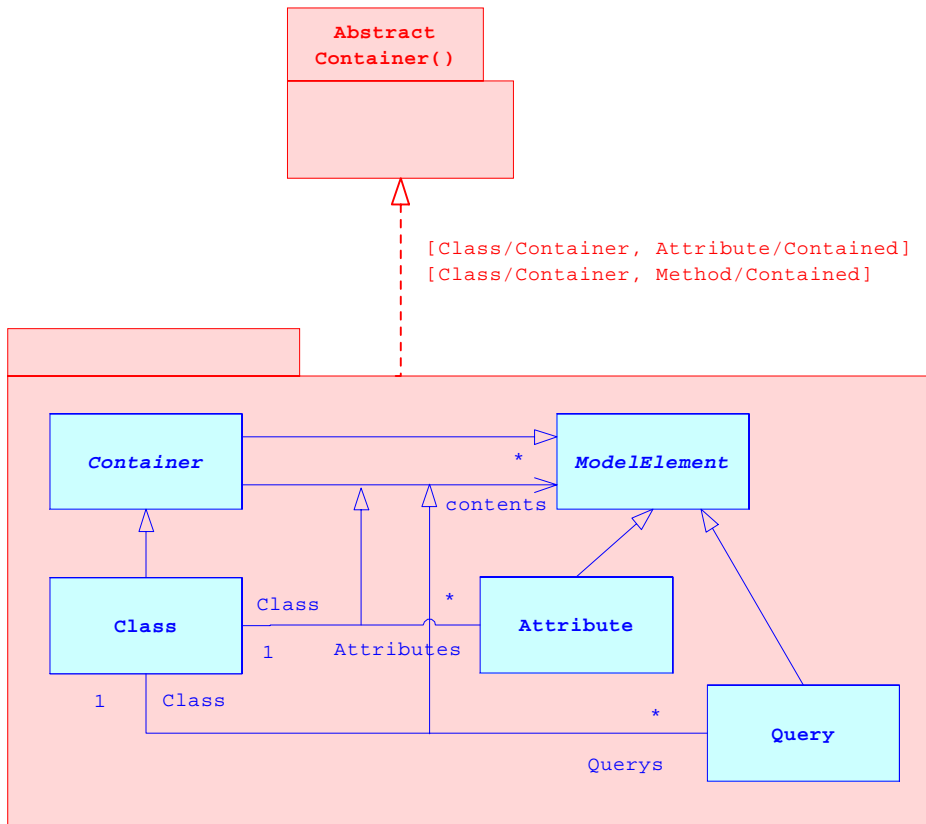 Abstract
Container()
[Class/Container, Attribute/Contained]
[Class/Container, Method/Contained]
Container
*
ModelElement
contents
Class
Class
*
Attribute
1
Attributes
1
Class
*
Query
Querys